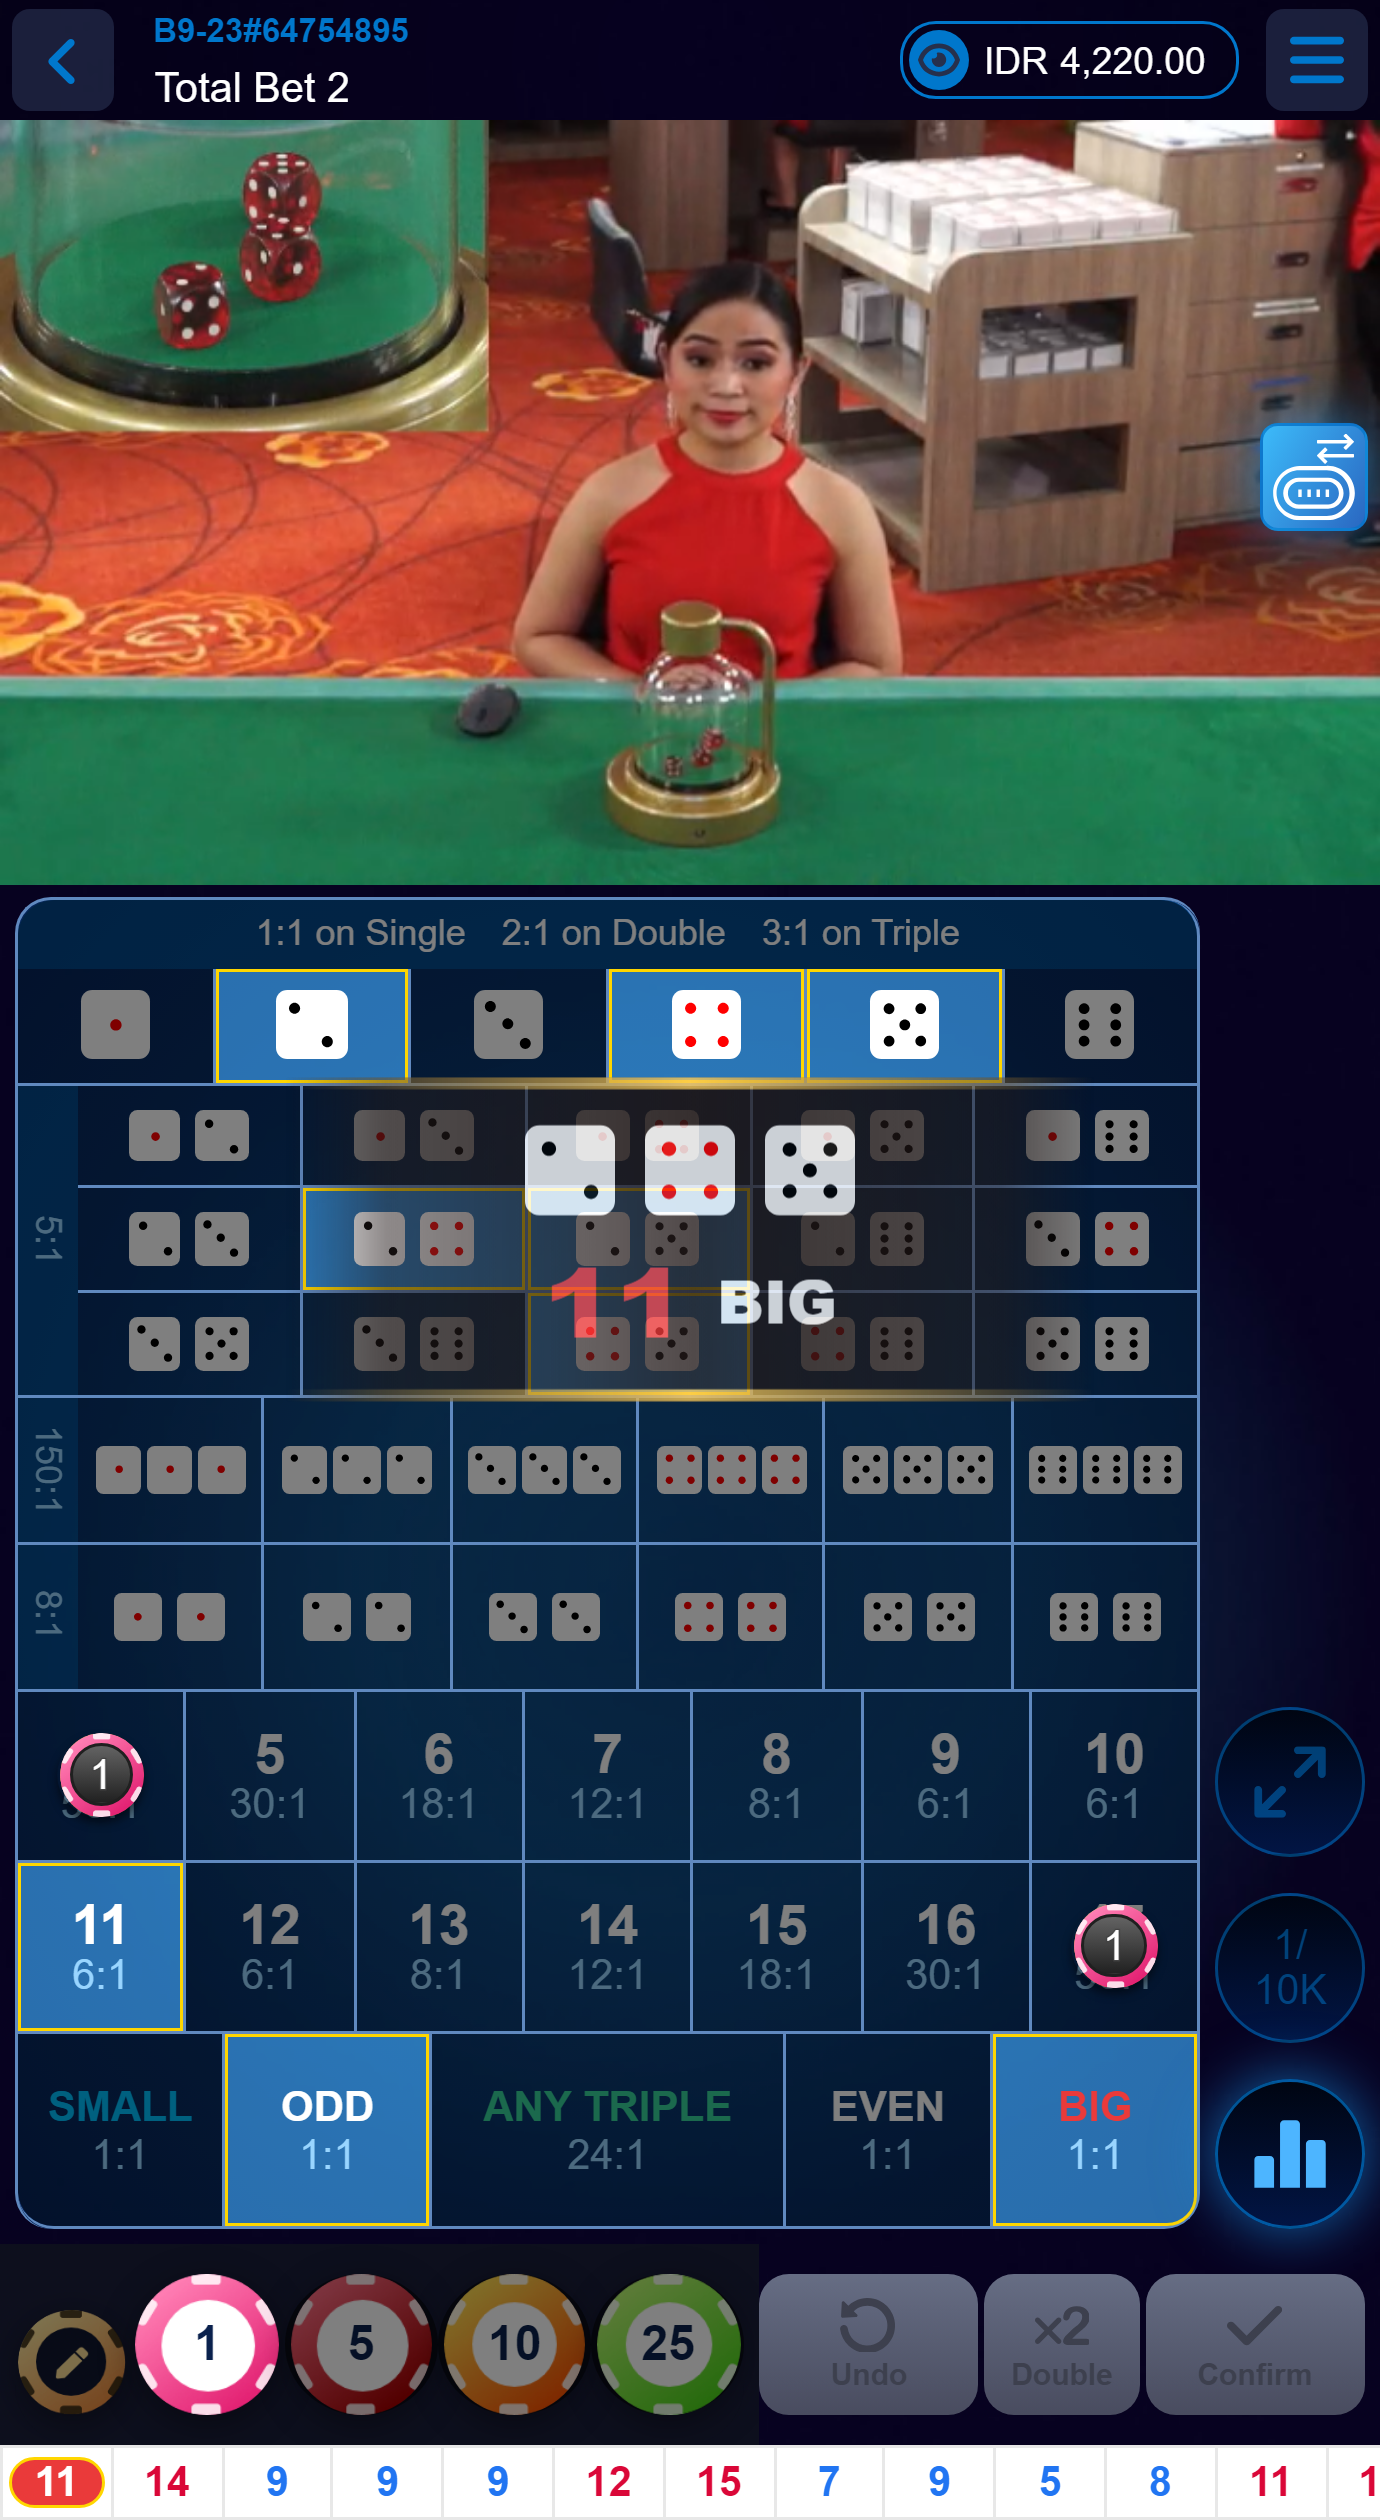 B9-23#64754895
Total Bet 2
IDR 4,220.00
1:1 on Single 2:1 on Double 3:1 on Triple
5:1
11 BIG
150:1
8:1
1
5 6 7 8 9 10
30:1 18:1 12:1 8:1 6:1 6:1
11 12 13 14 15 16
6:1 6:1 8:1 12:1 18:1 30:1
1
1/
10K
SMALL ODD ANY TRIPLE EVEN BIG
1:1 1:1 24:1 1:1 1:1
1 5 10 25
x2
Undo Double Confirm
11 14 9 9 9 12 15 7 9 5 8 11